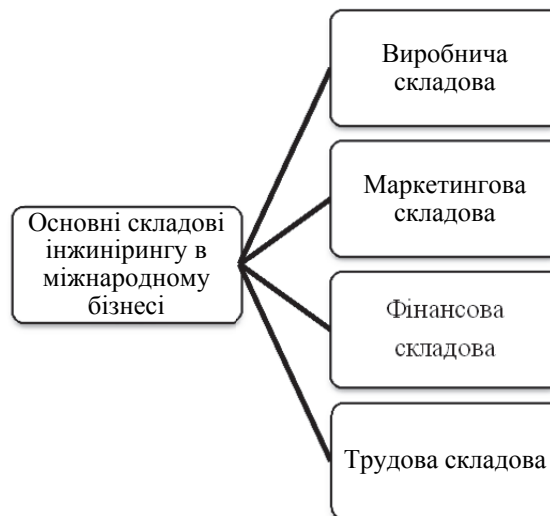 Основні складові
інжинірингу в
міжнародному
бізнесі
Виробнича
складова
Маркетингова
складова
Фінансова
складова
Трудова складова